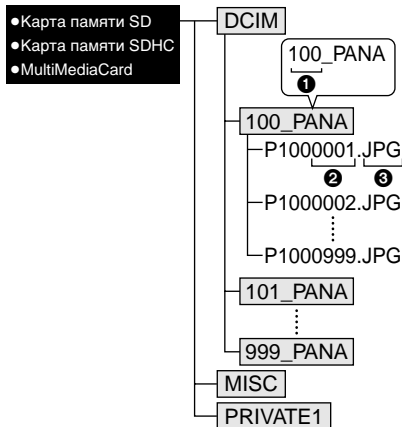 ●Карта памяти SD
●Карта памяти SDHC
●MultiMediaCard
DCIM
100_PANA
❶
100_PANA
P1000001.JPG
❷ ❸
P1000002.JPG
P1000999.JPG
101_PANA
999_PANA
MISC
PRIVATE1